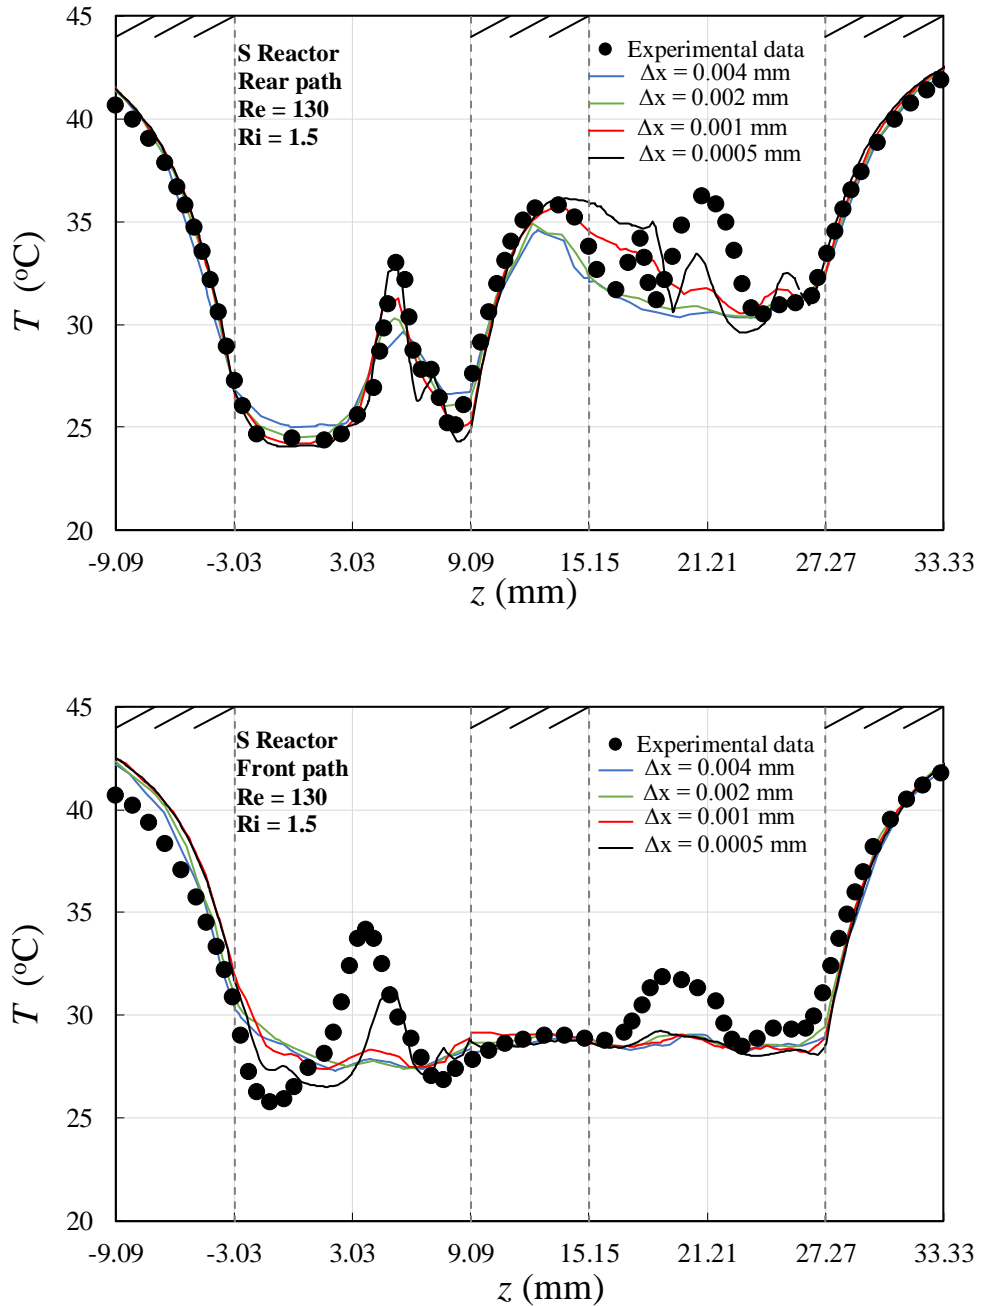 45
S Reactor
Rear path
Re = 130
Ri = 1.5
Experimental data
Δx = 0.004 mm
Δx = 0.002 mm
Δx = 0.001 mm
Δx = 0.0005 mm
40
35
T (°C)
30
25
20
-9.09 -3.03 3.03 9.09 15.15 21.21 27.27 33.33
z (mm)
45
S Reactor
Front path
Re = 130
Ri = 1.5
Experimental data
Δx = 0.004 mm
Δx = 0.002 mm
Δx = 0.001 mm
Δx = 0.0005 mm
40
35
T (°C)
30
25
20
-9.09 -3.03 3.03 9.09 15.15 21.21 27.27 33.33
z (mm)